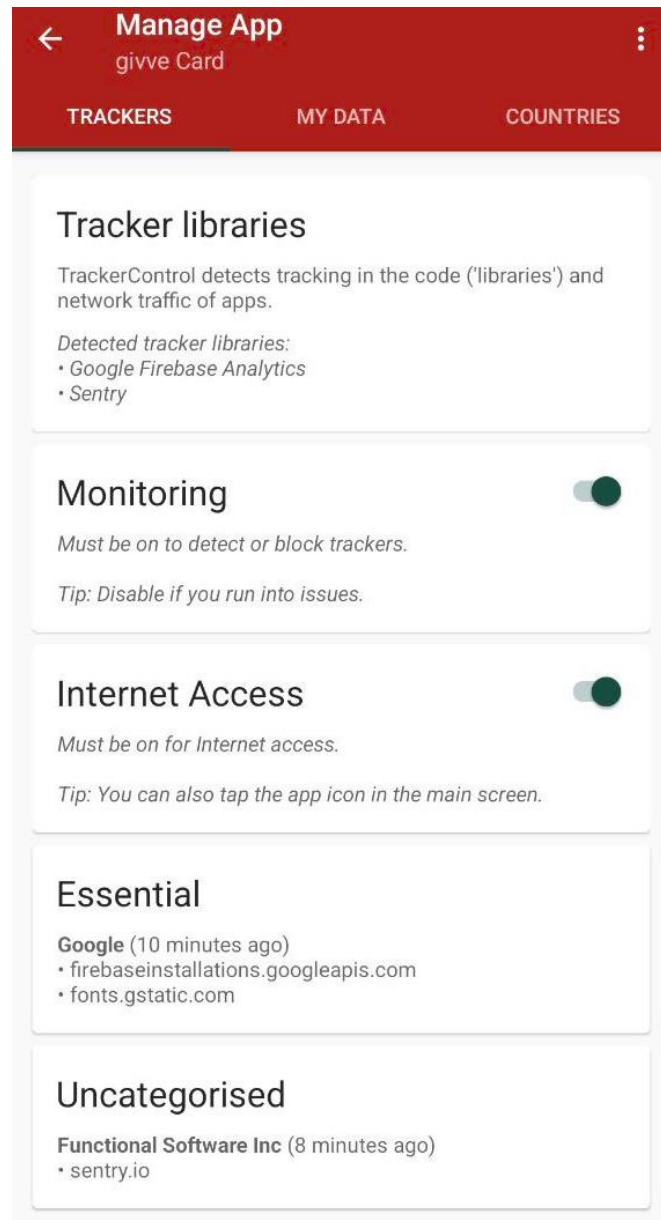 Manage App
givve Card
TRACKERS MY DATA COUNTRIES
Tracker libraries
TrackerControl detects tracking in the code ('libraries') and
network traffic of apps.
Detected tracker libraries:
• Google Firebase Analytics
• Sentry
Monitoring
Must be on to detect or block trackers.
Tip: Disable if you run into issues.
Internet Access
Must be on for Internet access.
Tip: You can also tap the app icon in the main screen.
Essential
Google (10 minutes ago)
• firebaseinstallations.googleapis.com
• fonts.gstatic.com
Uncategorised
Functional Software Inc (8 minutes ago)
• sentry.io